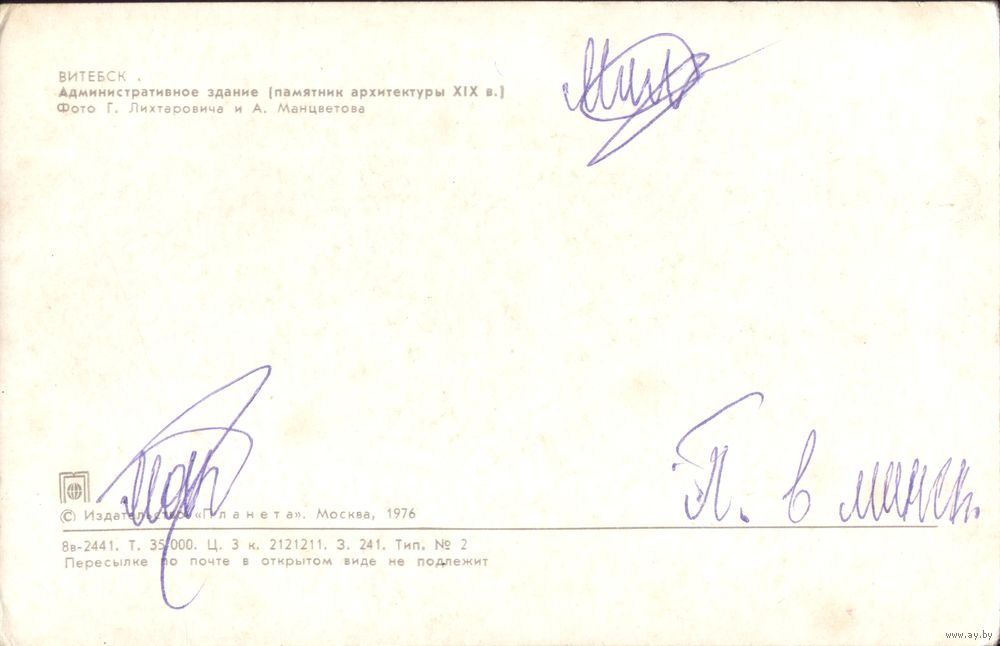 ВИТЕБСК .
Административное здание (памятник архитектуры XIX в.)
Фото Г. Лихтаровича и А. Манцветова
© Издательство «Планета». Москва, 1976
8в-2441. Т. 35 000. Ц. 3 к. 2121211. З. 241. Тип. № 2
Пересылке по почте в открытом виде не подлежит
П. в
www.ay.by